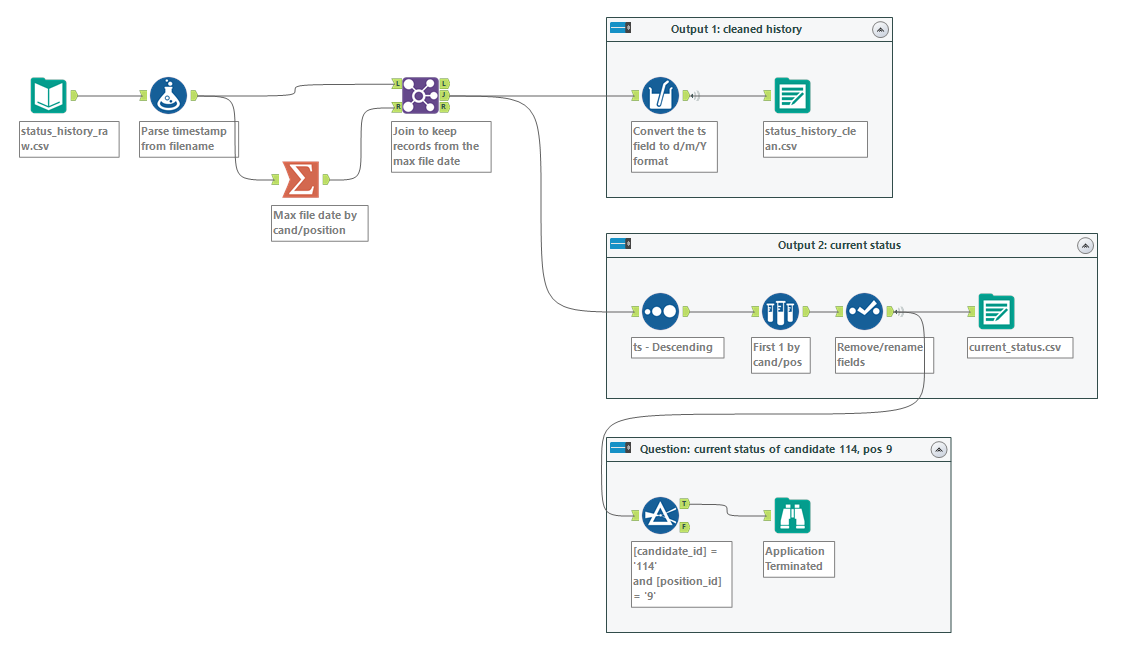 Output 1: cleaned history
L
L
J
R
R
status_history_ra
w.csv
Parse timestamp
from filename
Join to keep
records from the
max file date
Convert the ts
field to d/m/Y
format
status_history_cle
an.csv
Max file date by
cand/position
Output 2: current status
ts - Descending
First 1 by
cand/pos
Remove/rename
fields
current_status.csv
Question: current status of candidate 114, pos 9
T
F
[candidate_id] =
'114'
and [position_id]
= '9'
Application
Terminated